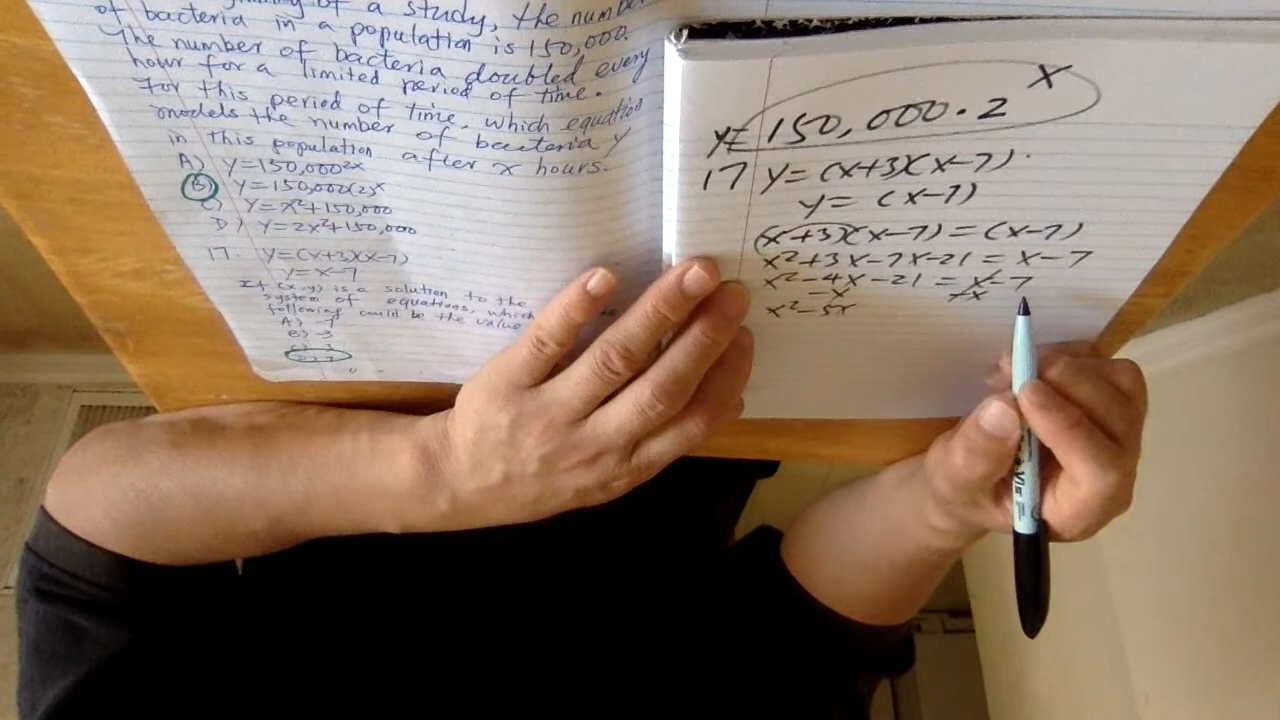 of a study, the number
of bacteria in a population is 150,000.
The number of bacteria doubled every
hour for a limited period of time.
For this period of time, which equation
models the number of bacteria y
in this population after x hours.
A) y=150,000²ˣ
B) y=150,000(2)ˣ
C) y=x²+150,000
D) y=2x²+150,000
17. y=(x+3)(x-7)
y=x-7
If (x,y) is a solution to the
system of equations, which
following could be the value
A) -7
B) -3
y=150,000·2ˣ
17 y=(x+3)(x-7).
y=(x-7)
(x+3)(x-7)=(x-7)
x²+3x-7x-21=x-7
x²-4x-21=x-7
-x -x
x²-5x